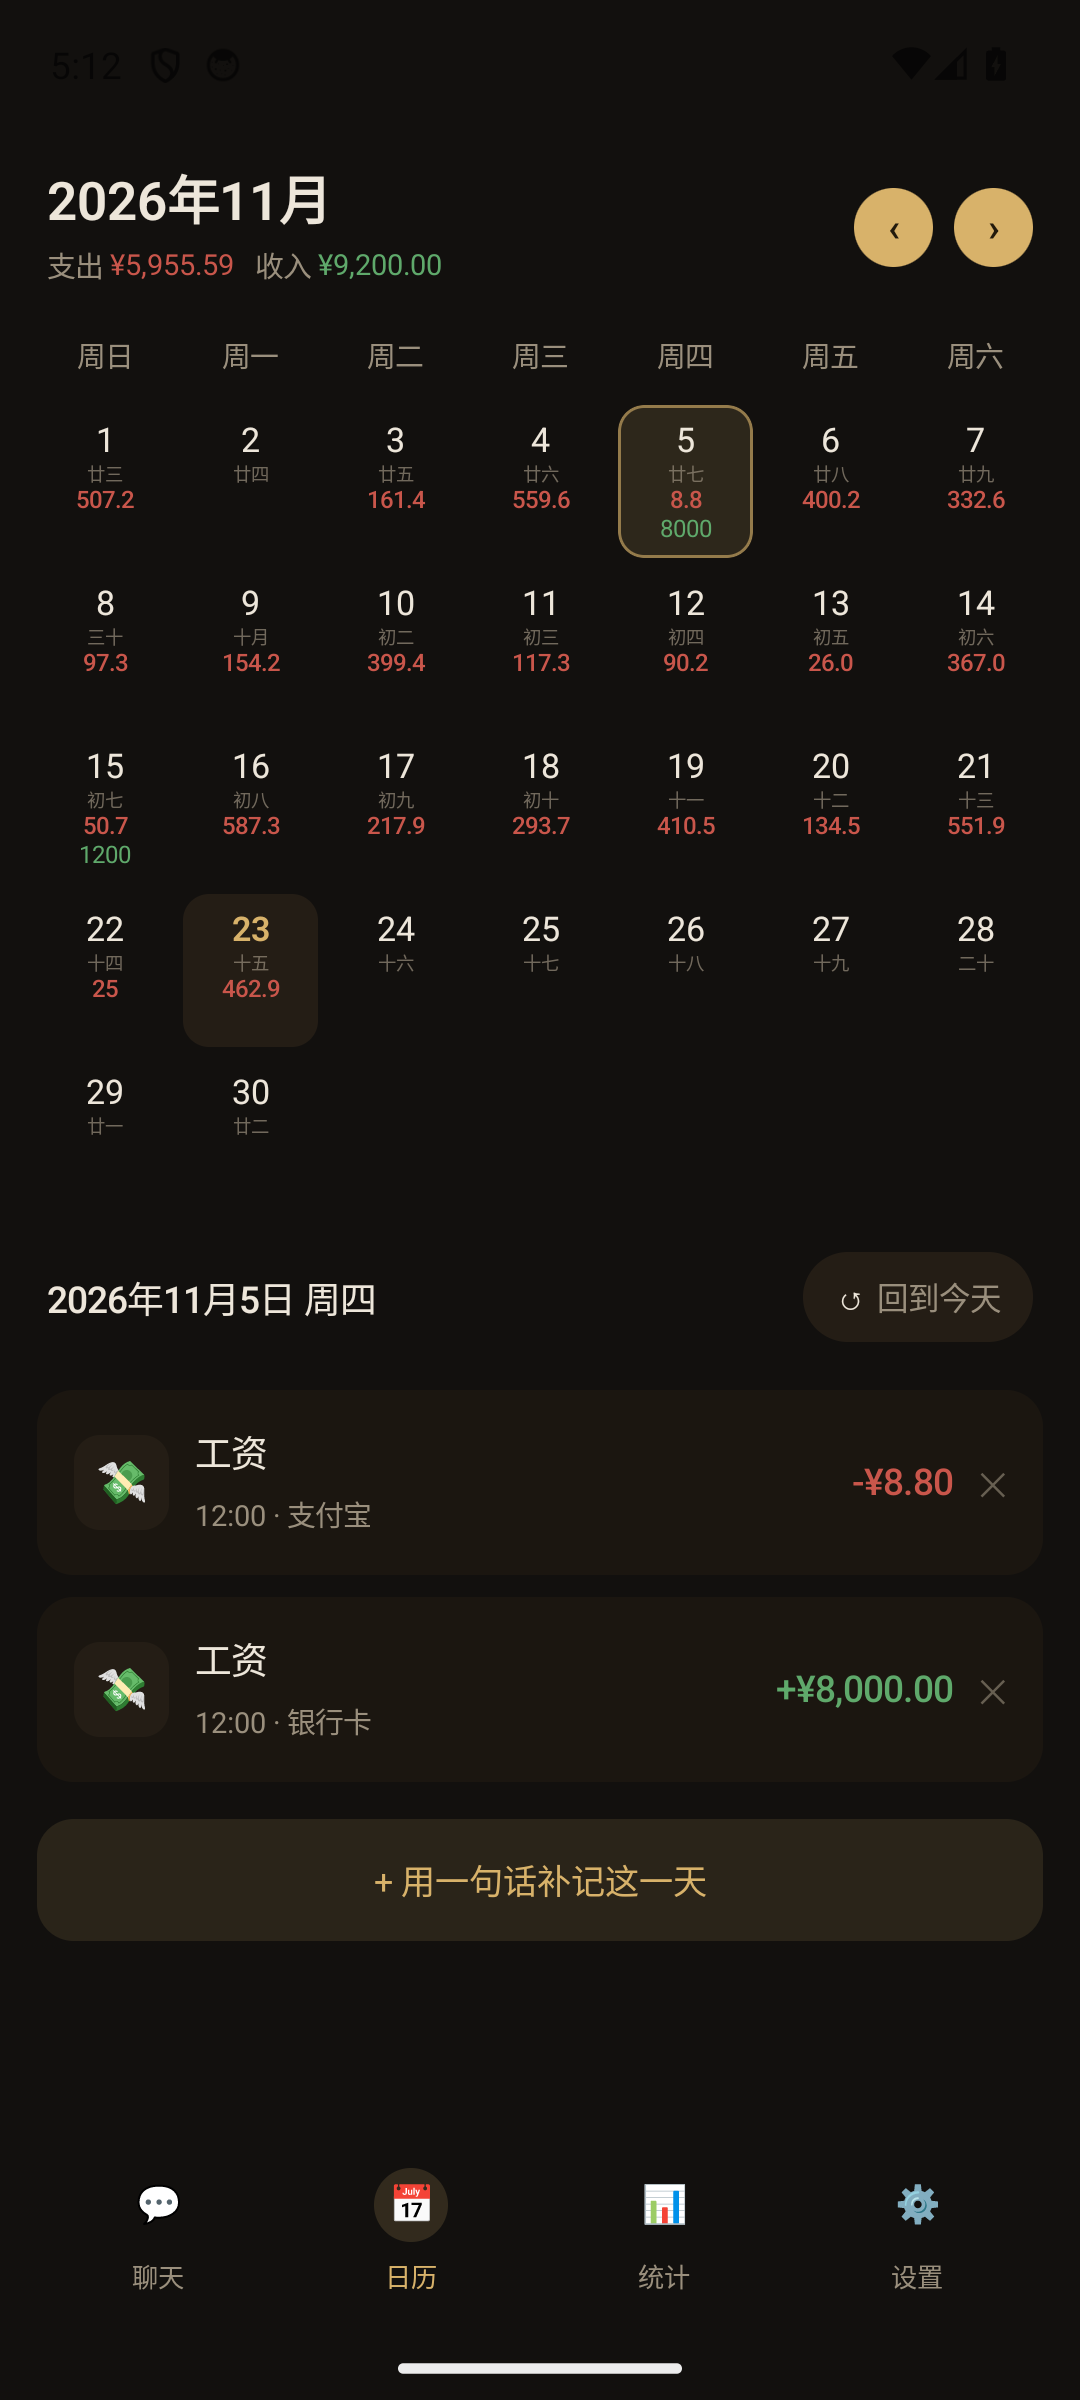 5:12
2026年11月
支出 ¥5,955.59 收入 ¥9,200.00
‹ ›
周日 周一 周二 周三 周四 周五 周六
1 2 3 4 5 6 7
廿三 廿四 廿五 廿六 廿七 廿八 廿九
507.2 161.4 559.6 8.8 400.2 332.6
8000
8 9 10 11 12 13 14
三十 十月 初二 初三 初四 初五 初六
97.3 154.2 399.4 117.3 90.2 26.0 367.0
15 16 17 18 19 20 21
初七 初八 初九 初十 十一 十二 十三
50.7 587.3 217.9 293.7 410.5 134.5 551.9
1200
22 23 24 25 26 27 28
十四 十五 十六 十七 十八 十九 二十
25 462.9
29 30
廿一 廿二
2026年11月5日 周四
回到今天
工资
12:00 · 支付宝
-¥8.80
工资
12:00 · 银行卡
+¥8,000.00
+ 用一句话补记这一天
July
17
聊天 日历 统计 设置